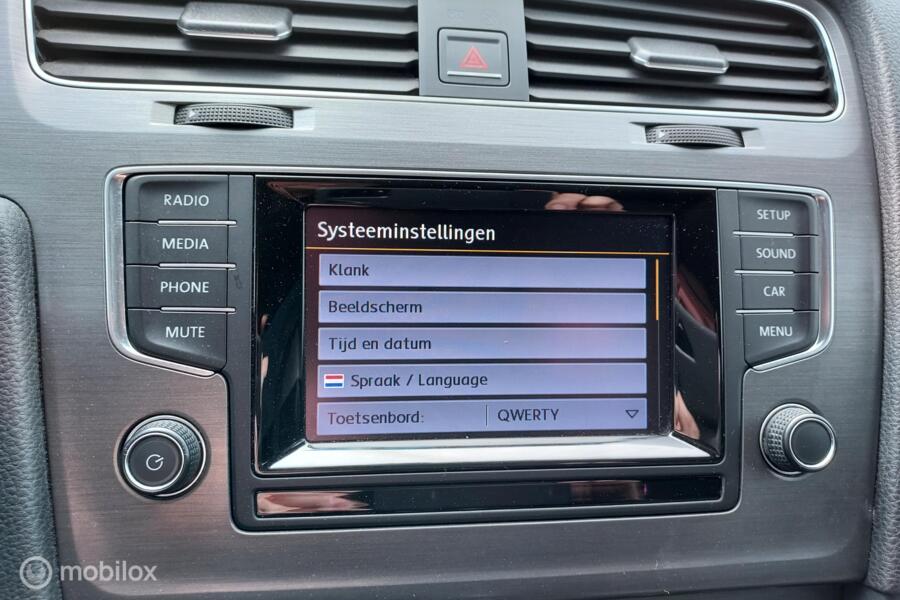 RADIO
MEDIA
PHONE
MUTE
Systeeminstellingen
Klank
Beeldscherm
Tijd en datum
Spraak / Language
Toetsenbord: QWERTY
SETUP
SOUND
CAR
MENU
mobilox